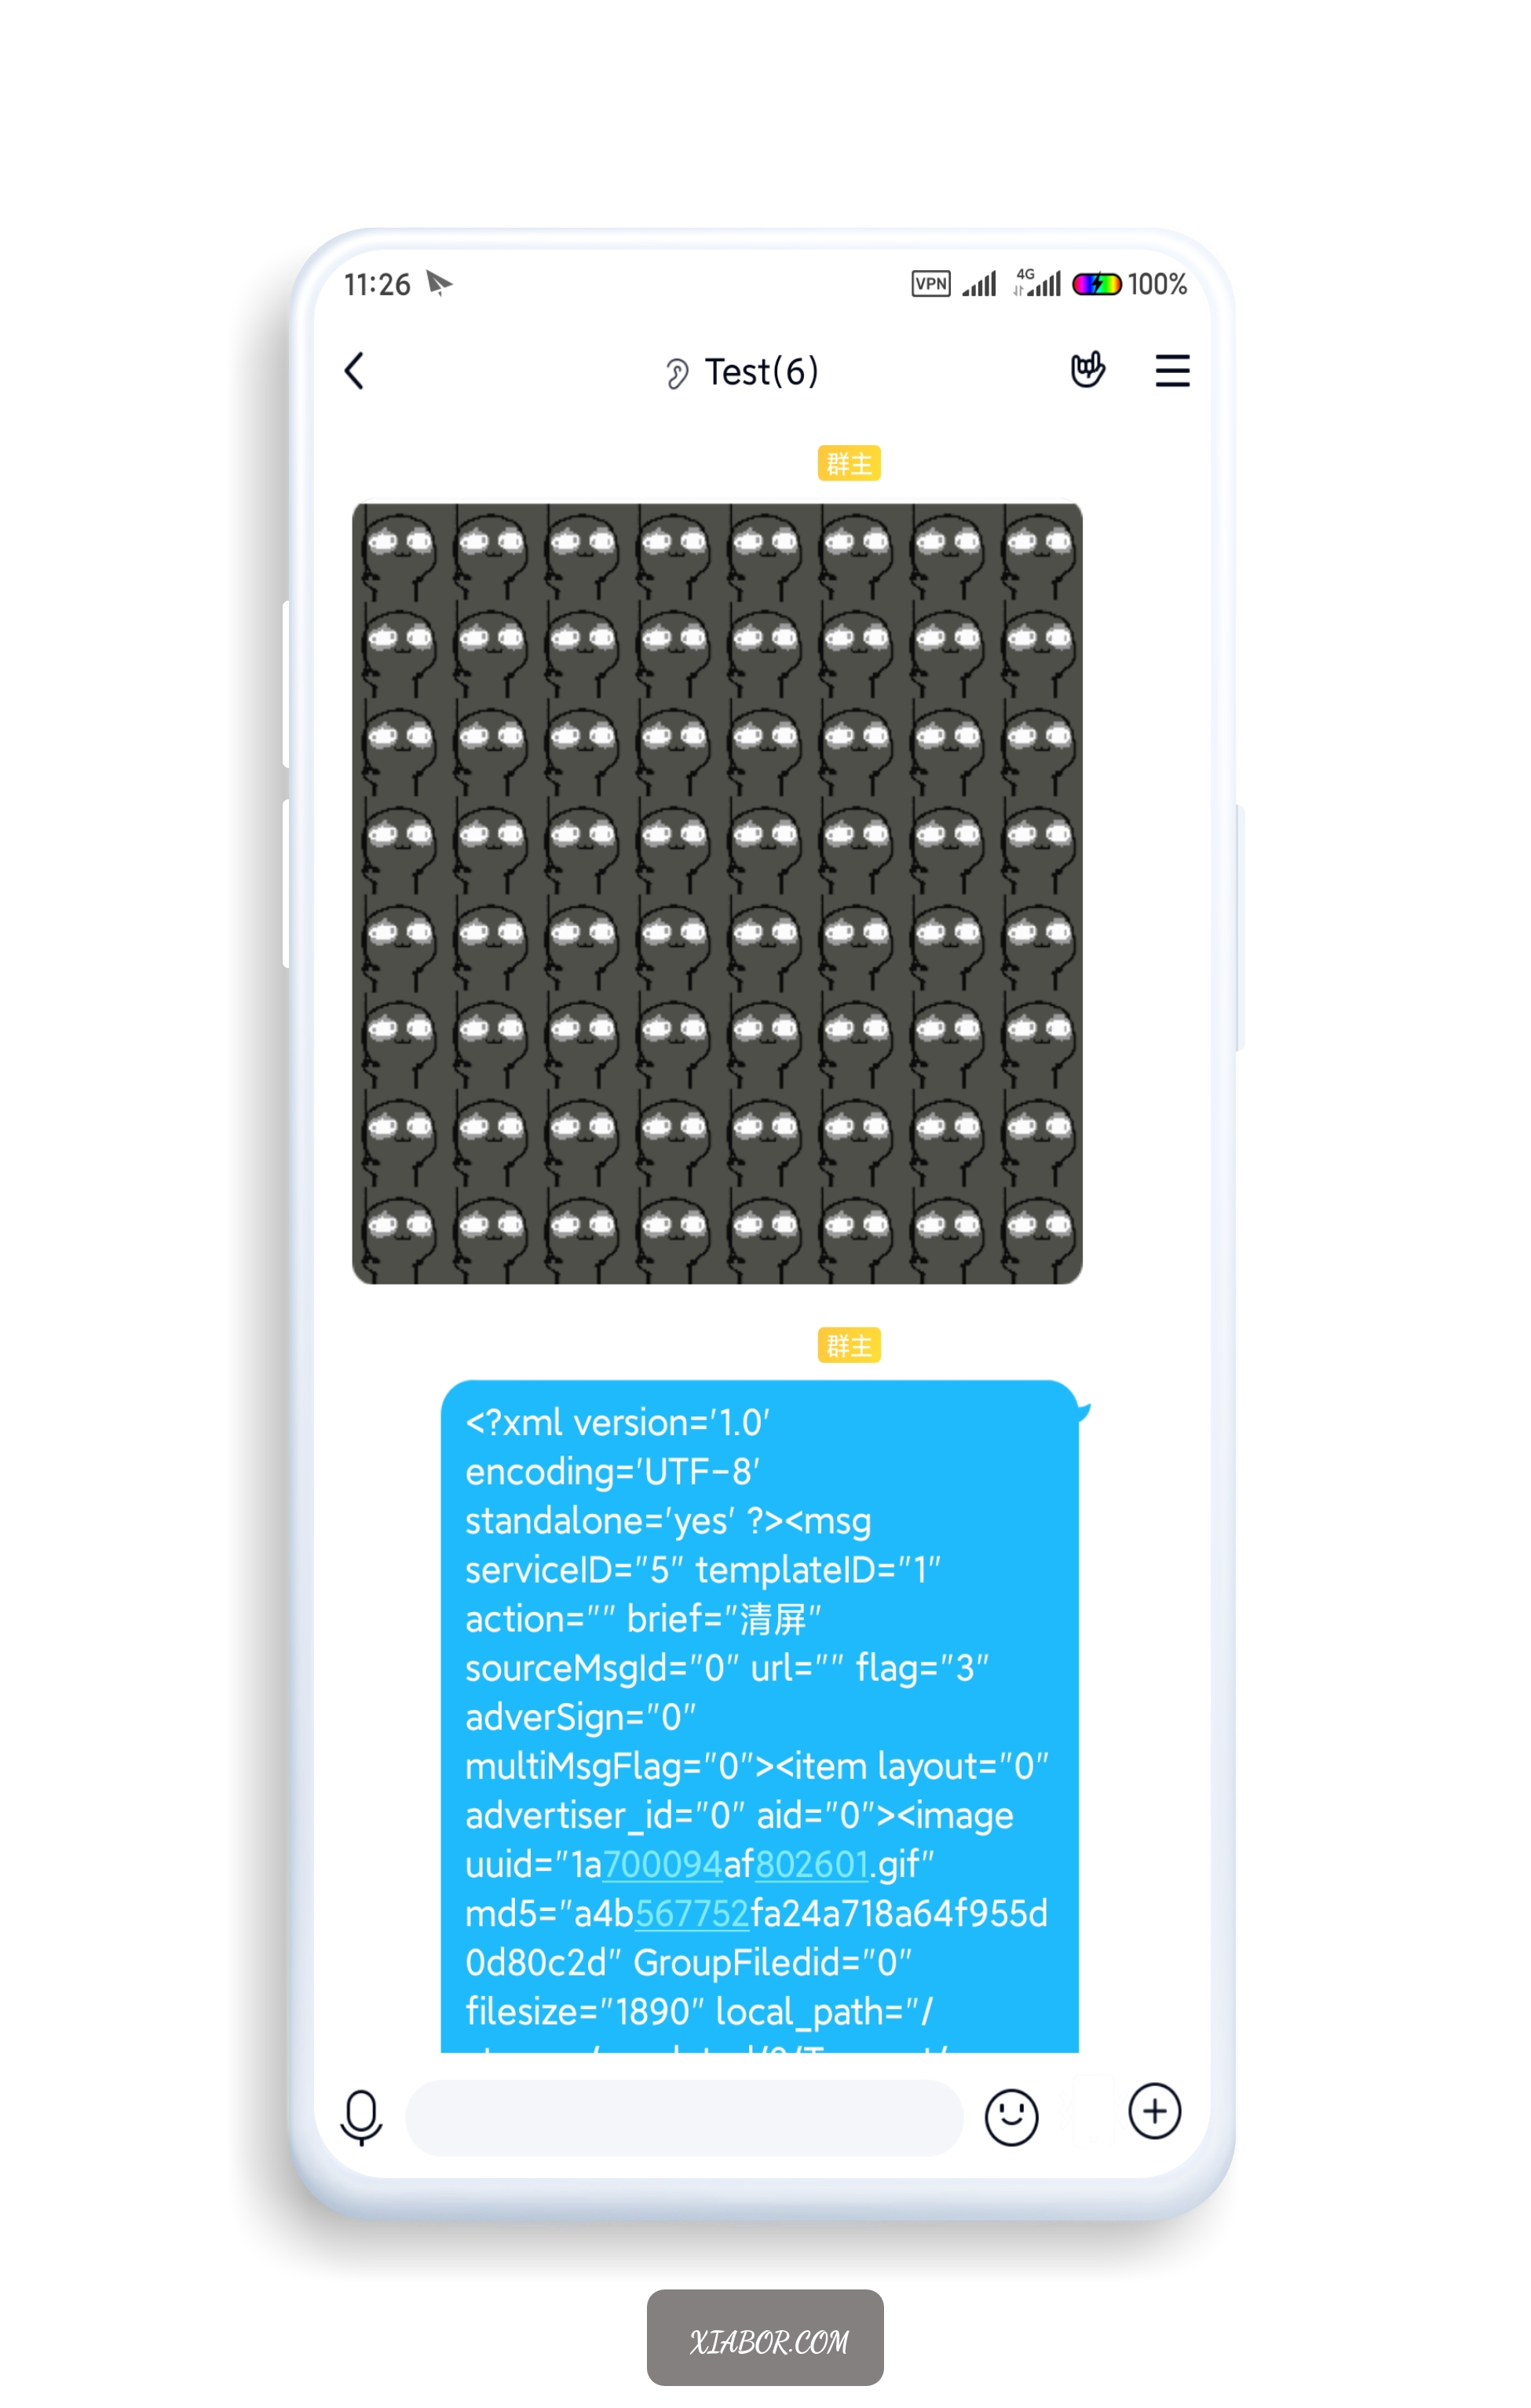 11:26
VPN
4G
100%
Test(6)
群主
群主
<?xml version='1.0'
encoding='UTF-8'
standalone='yes' ?><msg
serviceID="5" templateID="1"
action="" brief="清屏"
sourceMsgId="0" url="" flag="3"
adverSign="0"
multiMsgFlag="0"><item layout="0"
advertiser_id="0" aid="0"><image
uuid="1a700094af802601.gif"
md5="a4b567752fa24a718a64f955d
0d80c2d" GroupFiledid="0"
filesize="1890" local_path="/
XIABOR.COM